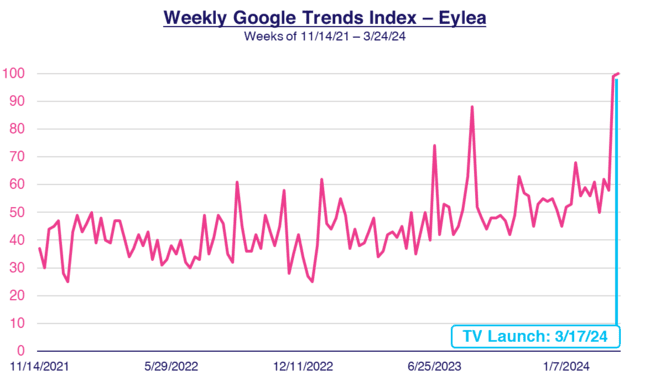 Weekly Google Trends Index – Eylea
Weeks of 11/14/21 – 3/24/24
100
90
80
70
60
50
40
30
20
10
0
TV Launch: 3/17/24
11/14/2021 5/29/2022 12/11/2022 6/25/2023 1/7/2024